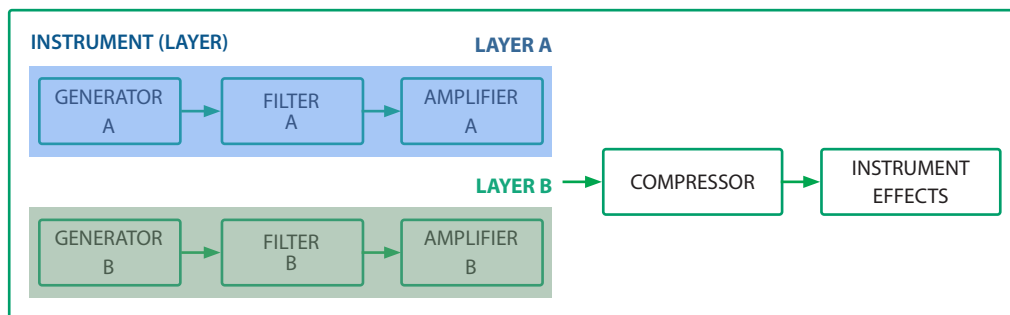 INSTRUMENT (LAYER)
LAYER A
GENERATOR
A
FILTER
A
AMPLIFIER
A
LAYER B
COMPRESSOR
INSTRUMENT
EFFECTS
GENERATOR
B
FILTER
B
AMPLIFIER
B